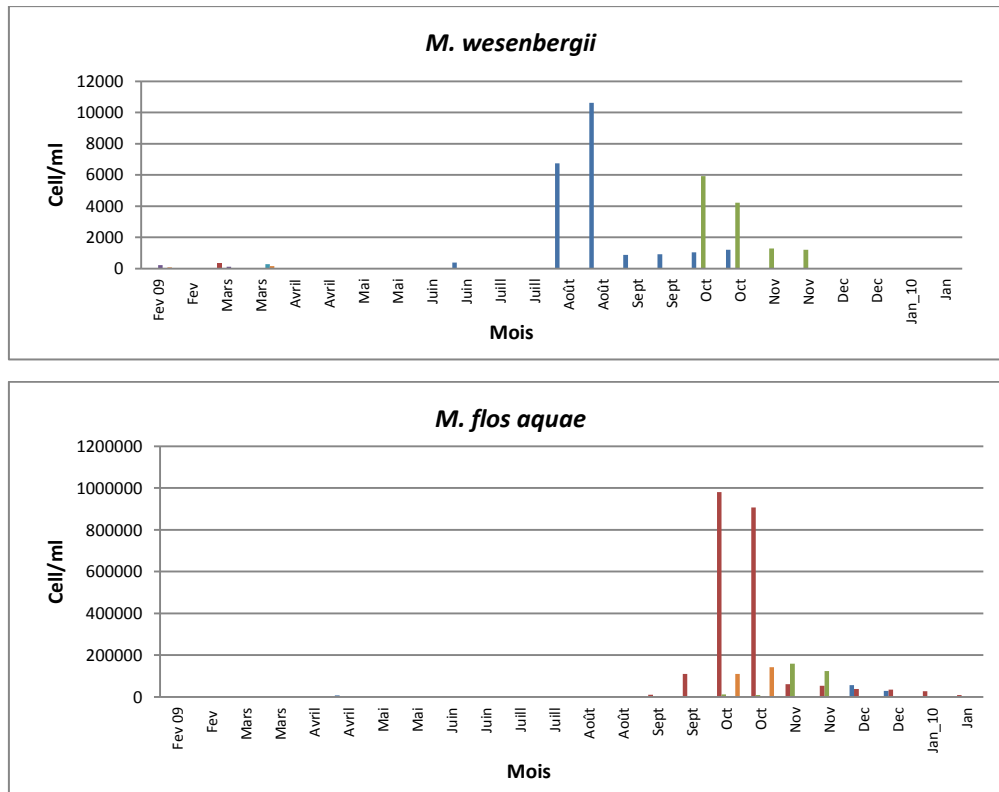 M. wesenbergii
12000
10000
8000
6000
4000
2000
0
Cell/ml
Fev 09 Fev Mars Mars Avril Avril Mai Mai Juin Juin Juill Juill Août Août Sept Sept Oct Oct Nov Nov Dec Dec Jan_10 Jan
Mois
M. flos aquae
1200000
1000000
800000
600000
400000
200000
0
Cell/ml
Fev 09 Fev Mars Mars Avril Avril Mai Mai Juin Juin Juill Juill Août Août Sept Sept Oct Oct Nov Nov Dec Dec Jan_10 Jan
Mois